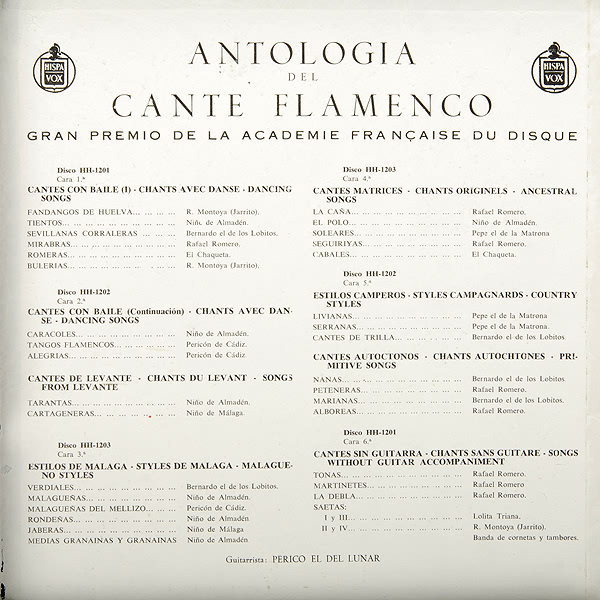 HISPA
VOX
HISPA
VOX
ANTOLOGIA
DEL
CANTE FLAMENCO
GRAN PREMIO DE LA ACADEMIE FRANÇAISE DU DISQUE
Disco HH-1201
Cara 1.ª
CANTES CON BAILE (I) - CHANTS AVEC DANSE - DANCING
SONGS
FANDANGOS DE HUELVA... ... ... ... R. Montoya (Jarrito).
TIENTOS... ... ... ... ... ... ... ... Niño de Almadén.
SEVILLANAS CORRALERAS ... ... ... Bernardo el de los Lobitos.
MIRABRAS... ... ... ... ... ... ... ... Rafael Romero.
ROMERAS... ... ... ... ... ... ... ... El Chaqueta.
BULERIAS... ... ... ... ... ... ... ... R. Montoya (Jarrito).
Disco HH-1202
Cara 2.ª
CANTES CON BAILE (Continuación) - CHANTS AVEC DAN-
SE - DANCING SONGS
CARACOLES... ... ... ... ... ... ... Niño de Almadén.
TANGOS FLAMENCOS... ... ... ... ... Pericón de Cádiz.
ALEGRIAS... ... ... ... ... ... ... ... Pericón de Cádiz.
CANTES DE LEVANTE - CHANTS DU LEVANT - SONGS
FROM LEVANTE
TARANTAS... ... ... ... ... ... ... ... Niño de Almadén.
CARTAGENERAS... ... ... ... ... ... Niño de Málaga.
Disco HH-1203
Cara 3.ª
ESTILOS DE MALAGA - STYLES DE MALAGA - MALAGUE-
NO STYLES
VERDIALES... ... ... ... ... ... ... Bernardo el de los Lobitos.
MALAGUEÑAS... ... ... ... ... ... ... Niño de Almadén.
MALAGUEÑAS DEL MELLIZO... ... ... Pericón de Cádiz.
RONDEÑAS... ... ... ... ... ... ... Niño de Almadén.
JABERAS... ... ... ... ... ... ... ... Niño de Málaga
MEDIAS GRANAINAS Y GRANAINAS Niño de Almadén
Disco HH-1203
Cara 4.ª
CANTES MATRICES - CHANTS ORIGINELS - ANCESTRAL
SONGS
LA CAÑA... ... ... ... ... ... ... ... Rafael Romero.
EL POLO... ... ... ... ... ... ... ... Niño de Almadén.
SOLEARES... ... ... ... ... ... ... ... Pepe el de la Matrona
SEGUIRIYAS... ... ... ... ... ... ... Rafael Romero.
CABALES... ... ... ... ... ... ... ... El Chaqueta.
Disco HH-1202
Cara 5.ª
ESTILOS CAMPEROS - STYLES CAMPAGNARDS - COUNTRY
STYLES
LIVIANAS... ... ... ... ... ... ... ... Pepe el de la Matrona
SERRANAS... ... ... ... ... ... ... ... Pepe el de la Matrona.
CANTES DE TRILLA... ... ... ... ... Bernardo el de los Lobitos.
CANTES AUTOCTONOS - CHANTS AUTOCHTONES - PRI-
MITIVE SONGS
NANAS... ... ... ... ... ... ... ... Bernardo el de los Lobitos.
PETENERAS... ... ... ... ... ... ... Rafael Romero.
MARIANAS... ... ... ... ... ... ... ... Bernardo el de los Lobitos.
ALBOREAS... ... ... ... ... ... ... ... Rafael Romero.
Disco HH-1201
Cara 6.ª
CANTES SIN GUITARRA - CHANTS SANS GUITARE - SONGS
WITHOUT GUITAR ACCOMPANIMENT
TONAS... ... ... ... ... ... ... ... Rafael Romero.
MARTINETES... ... ... ... ... ... ... Rafael Romero
LA DEBLA... ... ... ... ... ... ... ... Rafael Romero
SAETAS:
I y III... ... ... ... ... ... ... ... Lolita Triana.
II y IV... ... ... ... ... ... ... ... R. Montoya (Jarrito).
Banda de cornetas y tambores.
Guitarrista: PERICO EL DEL LUNAR